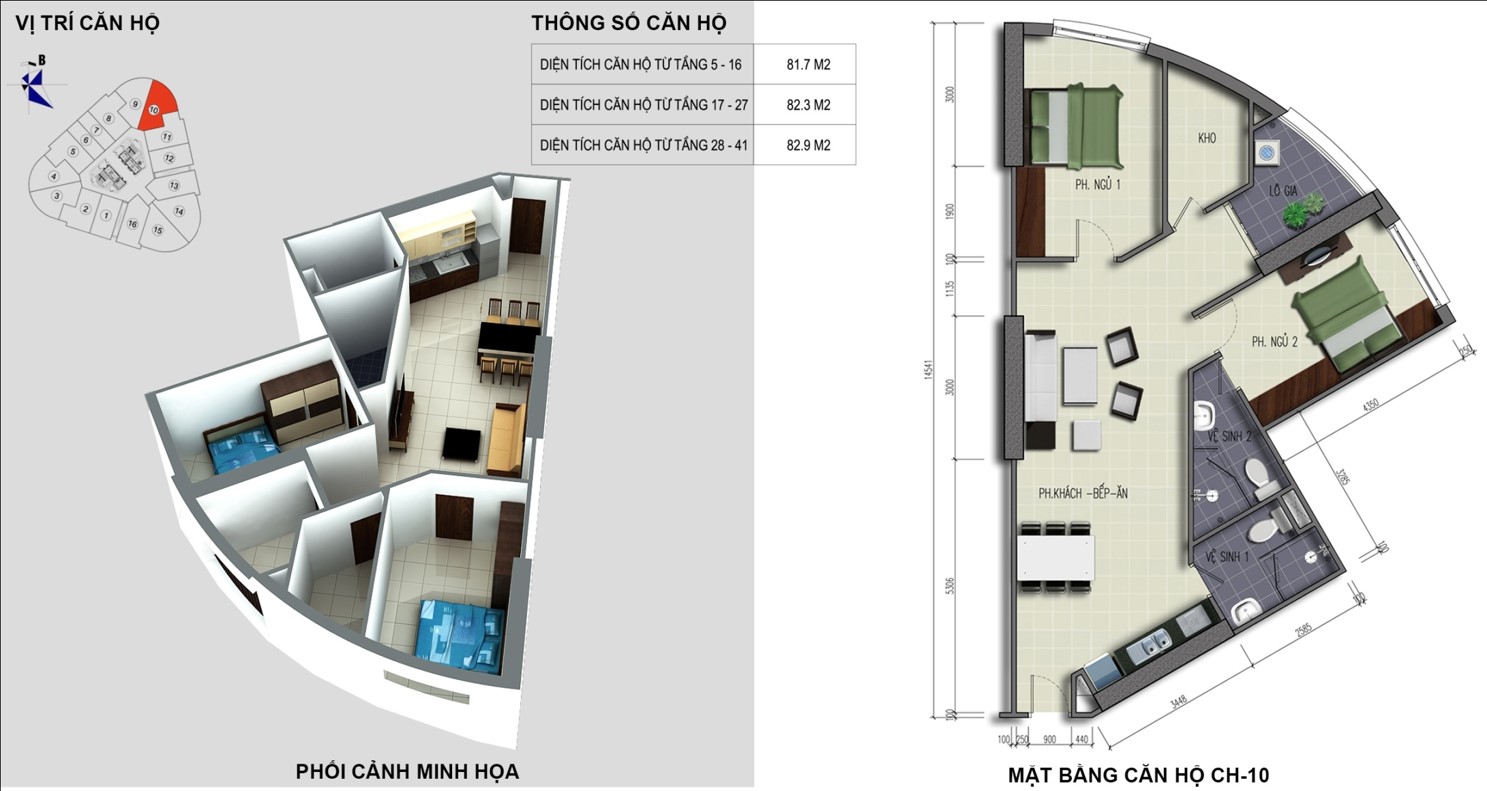 VỊ TRÍ CĂN HỘ
B
9
10
8
7
11
6
5
12
4
13
3
2
1
14
16
15
THÔNG SỐ CĂN HỘ
DIỆN TÍCH CĂN HỘ TỪ TẦNG 5 - 16 81.7 M2
DIỆN TÍCH CĂN HỘ TỪ TẦNG 17 - 27 82.3 M2
DIỆN TÍCH CĂN HỘ TỪ TẦNG 28 - 41 82.9 M2
PHỐI CẢNH MINH HỌA
3000
KHO
PH. NGỦ 1
LÔ GIA
1900
100
1135
PH. NGỦ 2
250
14541
3000
4350
VỆ SINH 2
3285
PH.KHÁCH -BẾP-ĂN
VỆ SINH 1
100
5306
100
2585
3448
100
100 250 900 440
MẶT BẰNG CĂN HỘ CH-10